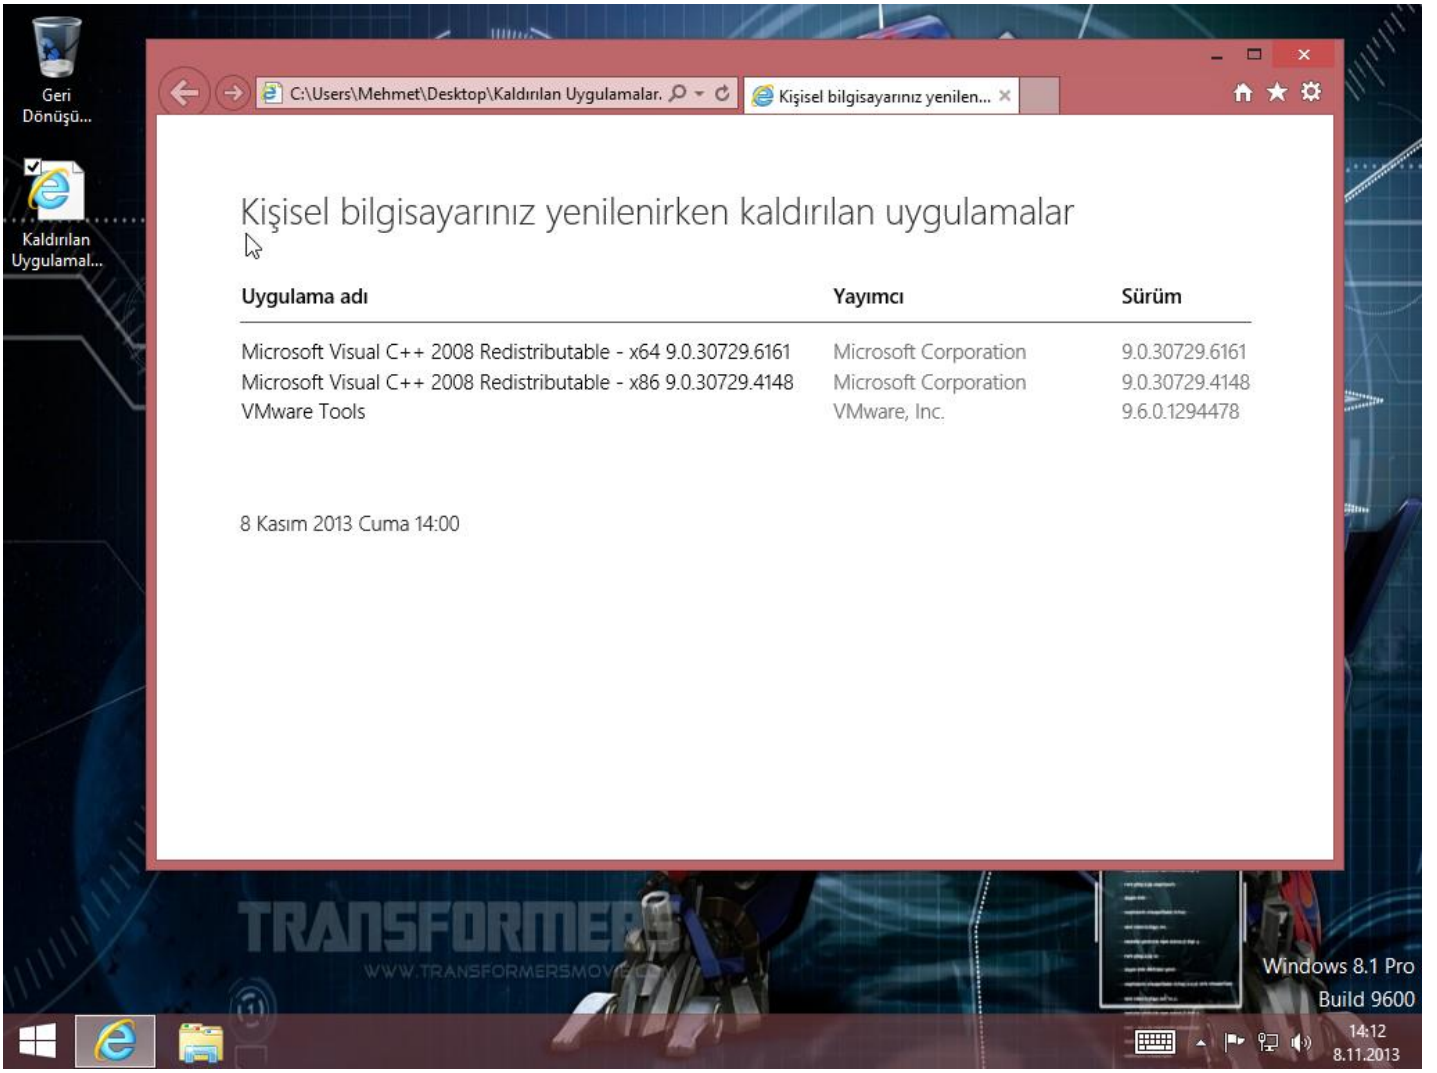 Geri
Dönüşü...
Kaldırılan
Uygulamal...
C:\Users\Mehmet\Desktop\Kaldırılan Uygulamalar.
Kişisel bilgisayarınız yenilen...
Kişisel bilgisayarınız yenilenirken kaldırılan uygulamalar
Uygulama adı Yayımcı Sürüm
Microsoft Visual C++ 2008 Redistributable - x64 9.0.30729.6161 Microsoft Corporation 9.0.30729.6161
Microsoft Visual C++ 2008 Redistributable - x86 9.0.30729.4148 Microsoft Corporation 9.0.30729.4148
VMware Tools VMware, Inc. 9.6.0.1294478
8 Kasım 2013 Cuma 14:00
TRANSFORMERS
Windows 8.1 Pro
Build 9600
14:12
8.11.2013